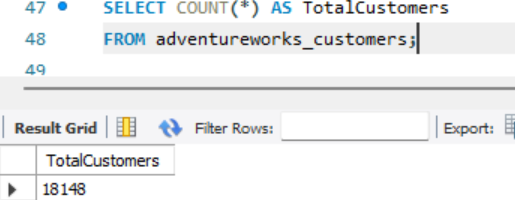 47 SELECT COUNT(*) AS TotalCustomers
48 FROM adventureworks_customers;
49
Result Grid Filter Rows: Export:
TotalCustomers
18148